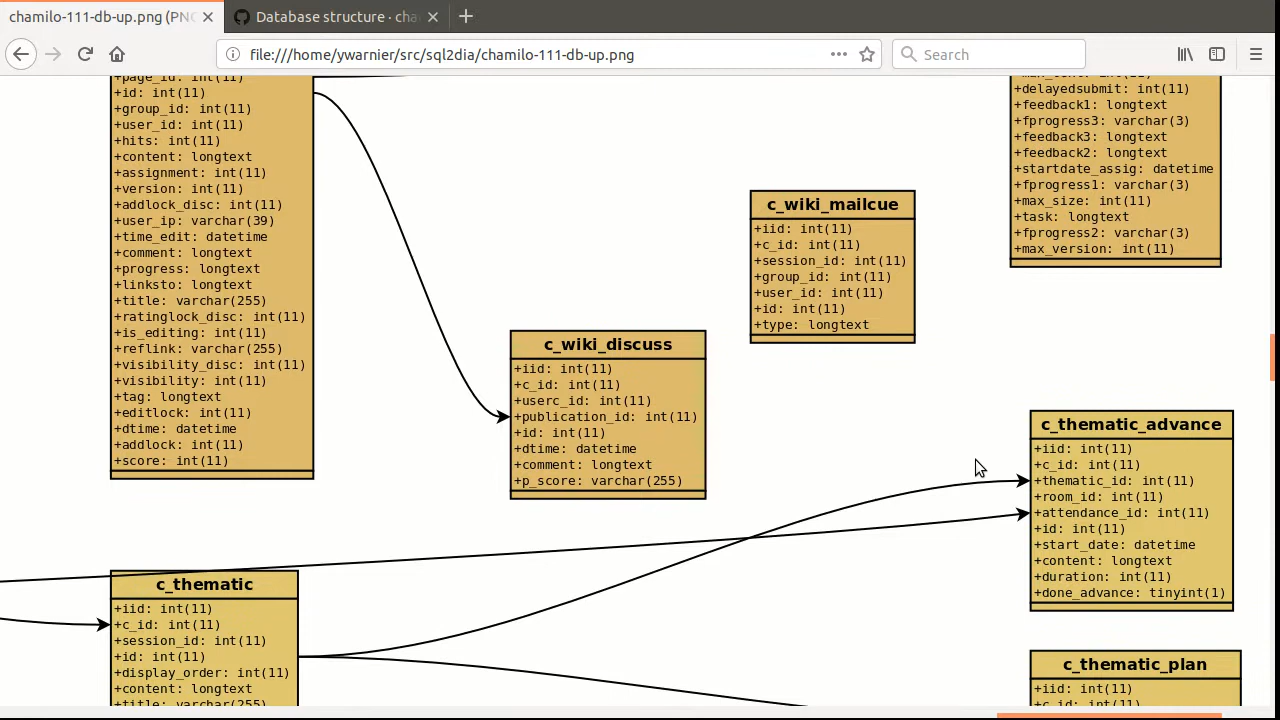 chamilo-111-db-up.png (PN
Database structure · cha
file:///home/ywarnier/src/sql2dia/chamilo-111-db-up.png
Search
+page_id: int(11)
+id: int(11)
+group_id: int(11)
+user_id: int(11)
+hits: int(11)
+content: longtext
+assignment: int(11)
+version: int(11)
+addlock_disc: int(11)
+user_ip: varchar(39)
+time_edit: datetime
+comment: longtext
+progress: longtext
+linksto: longtext
+title: varchar(255)
+ratinglock_disc: int(11)
+is_editing: int(11)
+reflink: varchar(255)
+visibility_disc: int(11)
+visibility: int(11)
+tag: longtext
+editlock: int(11)
+dtime: datetime
+addlock: int(11)
+score: int(11)
c_wiki_discuss
+iid: int(11)
+c_id: int(11)
+userc_id: int(11)
+publication_id: int(11)
+id: int(11)
+dtime: datetime
+comment: longtext
+p_score: varchar(255)
c_wiki_mailcue
+iid: int(11)
+c_id: int(11)
+session_id: int(11)
+group_id: int(11)
+user_id: int(11)
+id: int(11)
+type: longtext
+delayedsubmit: int(11)
+feedback1: longtext
+fprogress3: varchar(3)
+feedback3: longtext
+feedback2: longtext
+startdate_assig: datetime
+fprogress1: varchar(3)
+max_size: int(11)
+task: longtext
+fprogress2: varchar(3)
+max_version: int(11)
c_thematic_advance
+iid: int(11)
+c_id: int(11)
+thematic_id: int(11)
+room_id: int(11)
+attendance_id: int(11)
+id: int(11)
+start_date: datetime
+content: longtext
+duration: int(11)
+done_advance: tinyint(1)
c_thematic
+iid: int(11)
+c_id: int(11)
+session_id: int(11)
+id: int(11)
+display_order: int(11)
+content: longtext
+title: varchar(255)
c_thematic_plan
+iid: int(11)
+c_id: int(11)